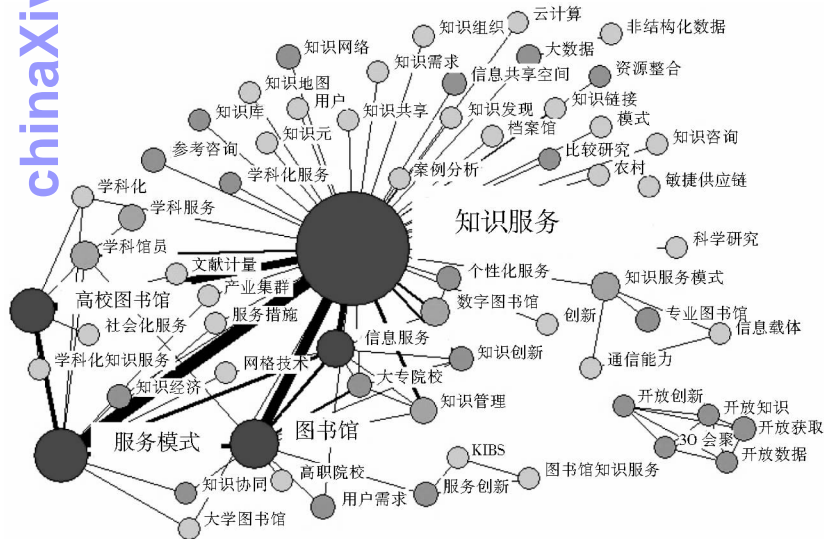 chinaXiv
云计算
知识组织
非结构化数据
知识网络
大数据
知识需求
信息共享空间
资源整合
知识地图
用户
知识库
知识共享
知识发现
知识链接
档案馆
模式
知识元
知识咨询
参考咨询
比较研究
案例分析
农村
学科化服务
敏捷供应链
学科化
学科服务
知识服务
学科馆员
科学研究
文献计量
个性化服务
知识服务模式
产业集群
高校图书馆
数字图书馆
创新
专业图书馆
服务措施
社会化服务
信息服务
信息载体
学科化知识服务
网格技术
知识创新
通信能力
大专院校
知识经济
知识管理
开放创新
开放知识
开放获取
图书馆
服务模式
3O 会聚
KIBS
开放数据
高职院校
图书馆知识服务
知识协同
服务创新
用户需求
大学图书馆